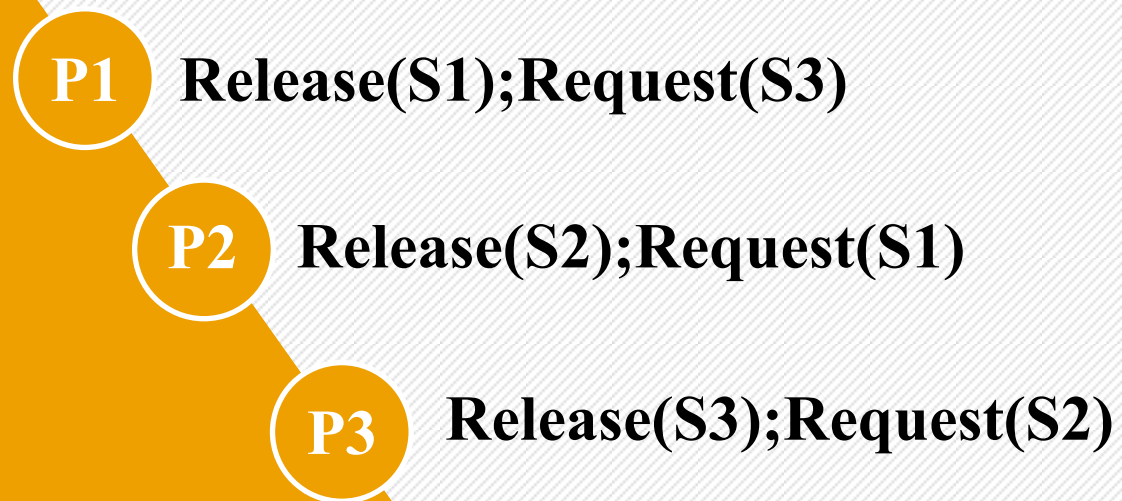 P1 Release(S1);Request(S3)
P2 Release(S2);Request(S1)
P3 Release(S3);Request(S2)